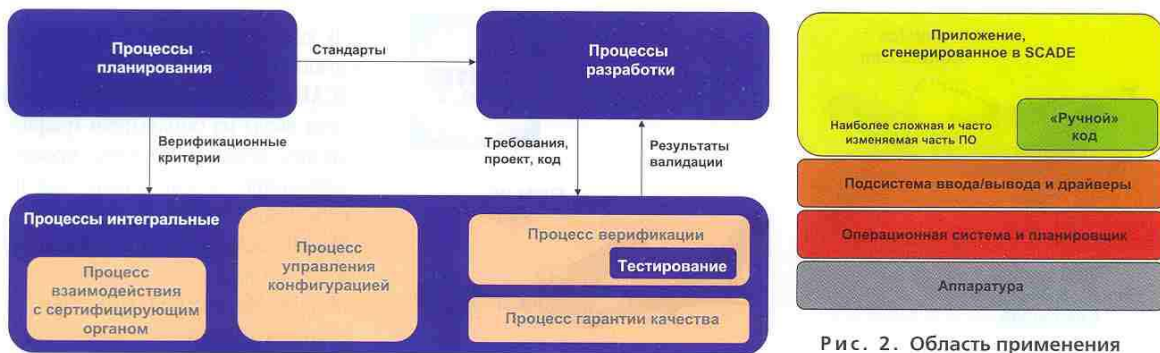 Процессы
планирования
Стандарты
Процессы
разработки
Верификационные
критерии
Требования,
проект, код
Результаты
валидации
Процессы интегральные
Процесс
взаимодействия
с сертифицирующим
органом
Процесс
управления
конфигурацией
Процесс верификации
Тестирование
Процесс гарантии качества
Приложение,
сгенерированное в SCADE
Наиболее сложная и часто
изменяемая часть ПО
«Ручной»
код
Подсистема ввода/вывода и драйверы
Операционная система и планировщик
Аппаратура
Рис. 2. Область применения